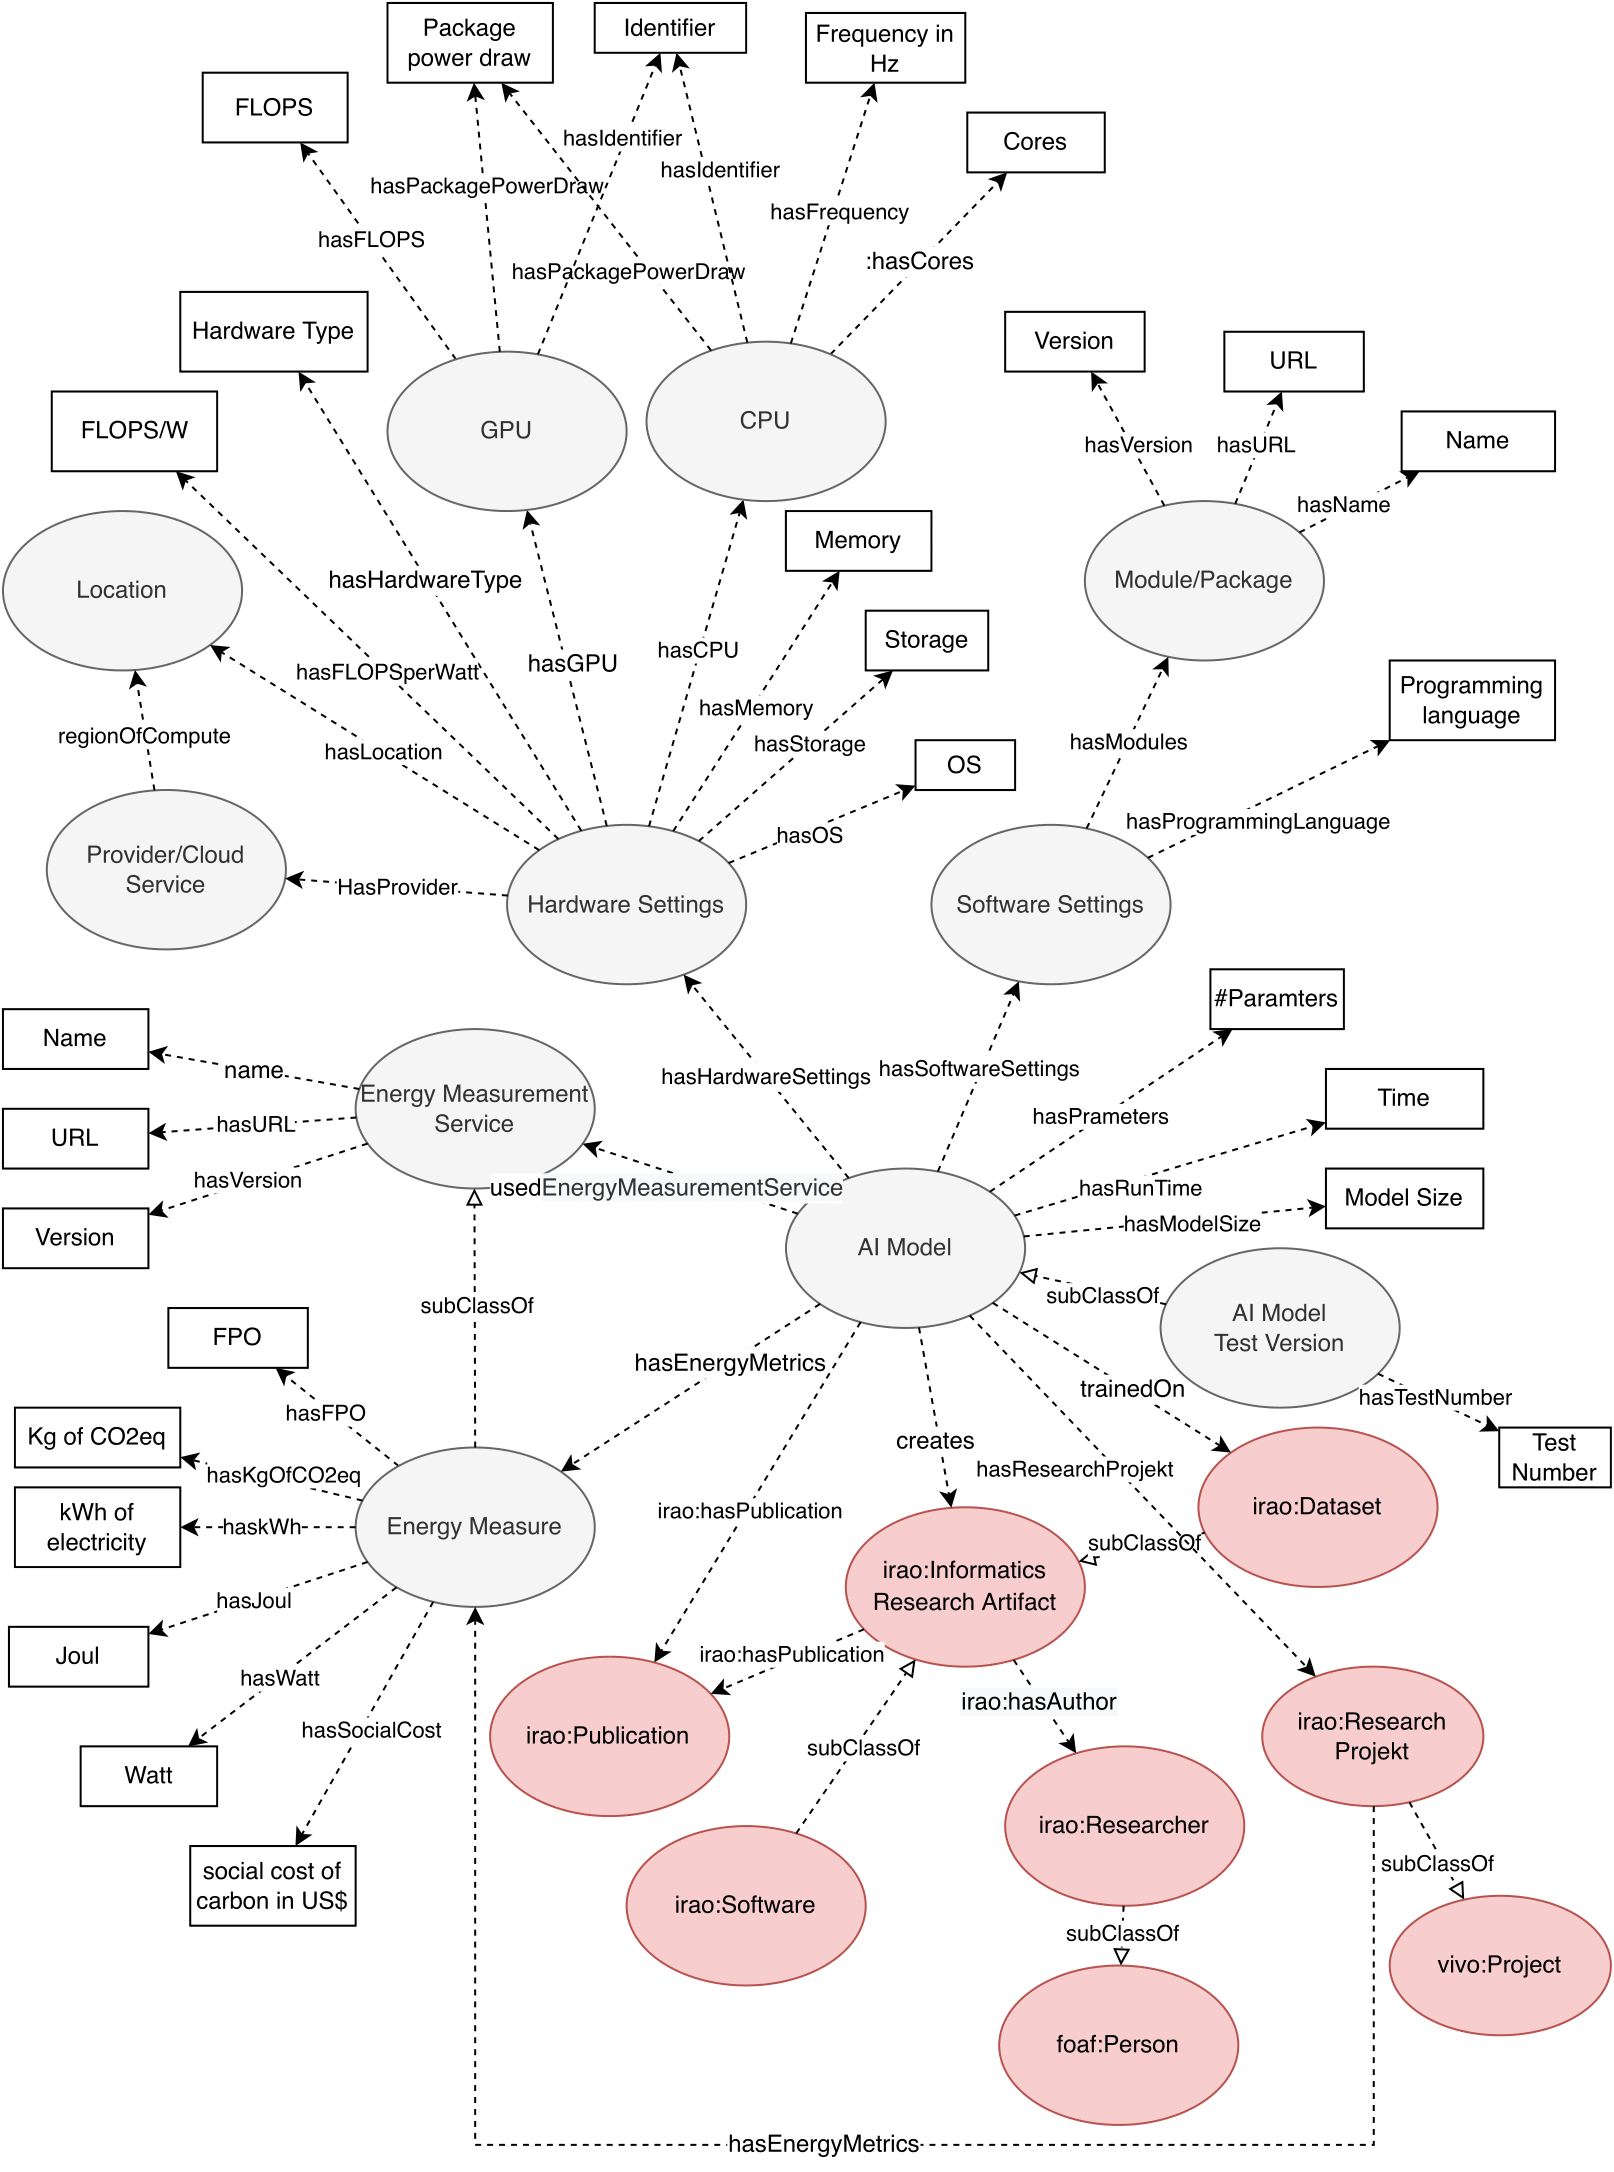 Package
power draw
Identifier
Frequency in
Hz
FLOPS
Cores
hasIdentifier
hasIdentifier
hasPackagePowerDraw
hasFrequency
hasFLOPS
:hasCores
hasPackagePowerDraw
Hardware Type
Version
URL
FLOPS/W
GPU
CPU
hasVersion
hasURL
Name
hasName
Memory
Location
hasHardwareType
Module/Package
Storage
hasCPU
hasGPU
hasFLOPSperWatt
Programming
language
hasMemory
regionOfCompute
hasLocation
hasStorage
hasModules
OS
hasOS
hasProgrammingLanguage
Provider/Cloud
Service
HasProvider
Hardware Settings
Software Settings
#Paramters
Name
name
hasHardwareSettings
hasSoftwareSettings
Energy Measurement
Service
Time
URL
hasURL
hasPrameters
hasVersion
usedEnergyMeasurementService
hasRunTime
Model Size
hasModelSize
Version
AI Model
subClassOf
subClassOf
AI Model
Test Version
FPO
hasEnergyMetrics
trainedOn
hasTestNumber
hasFPO
Kg of CO2eq
creates
Test
Number
hasKgOfCO2eq
hasResearchProjekt
kWh of
electricity
haskWh
Energy Measure
irao:hasPublication
irao:Dataset
subClassOf
irao:Informatics
Research Artifact
hasJoul
Joul
irao:hasPublication
hasWatt
irao:hasAuthor
hasSocialCost
irao:Publication
irao:Research
Projekt
subClassOf
Watt
irao:Researcher
subClassOf
social cost of
carbon in US$
irao:Software
subClassOf
vivo:Project
foaf:Person
hasEnergyMetrics